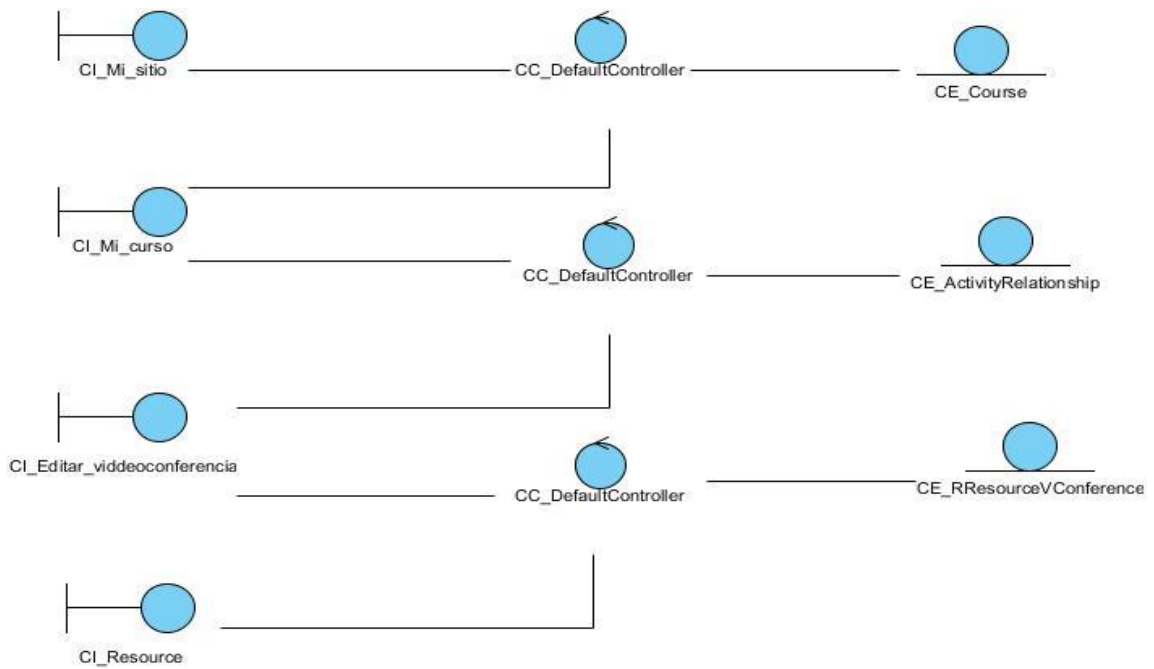 CI_Mi_sitio
CC_DefaultController
CE_Course
CI_Mi_curso
CC_DefaultController
CE_ActivityRelationship
CI_Editar_viddeoconferencia
CC_DefaultController
CE_RResourceVConference
CI_Resource